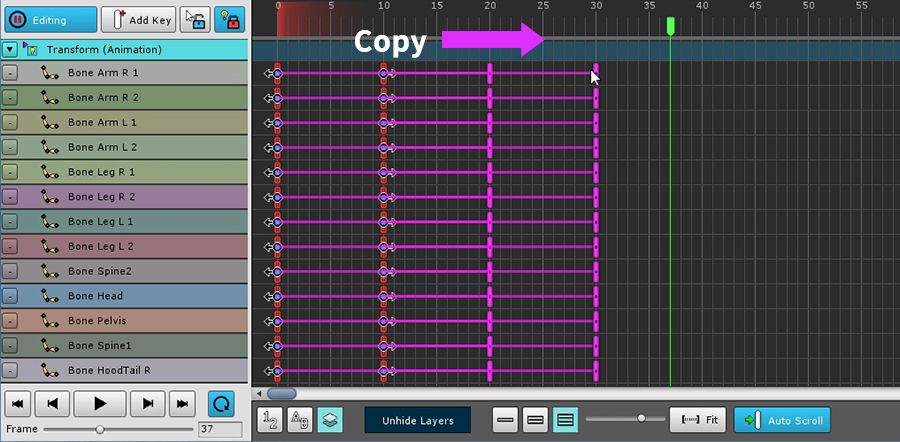 Editing
Add Key
0 5 10 15 20 25 30 35 40 45 50 55
Copy
Transform (Animation)
Bone Arm R 1
Bone Arm R 2
Bone Arm L 1
Bone Arm L 2
Bone Leg R 1
Bone Leg R 2
Bone Leg L 1
Bone Leg L 2
Bone Spine2
Bone Head
Bone Pelvis
Bone Spine1
Bone HoodTail R
Frame
37
1 2
A B
Unhide Layers
Fit
Auto Scroll